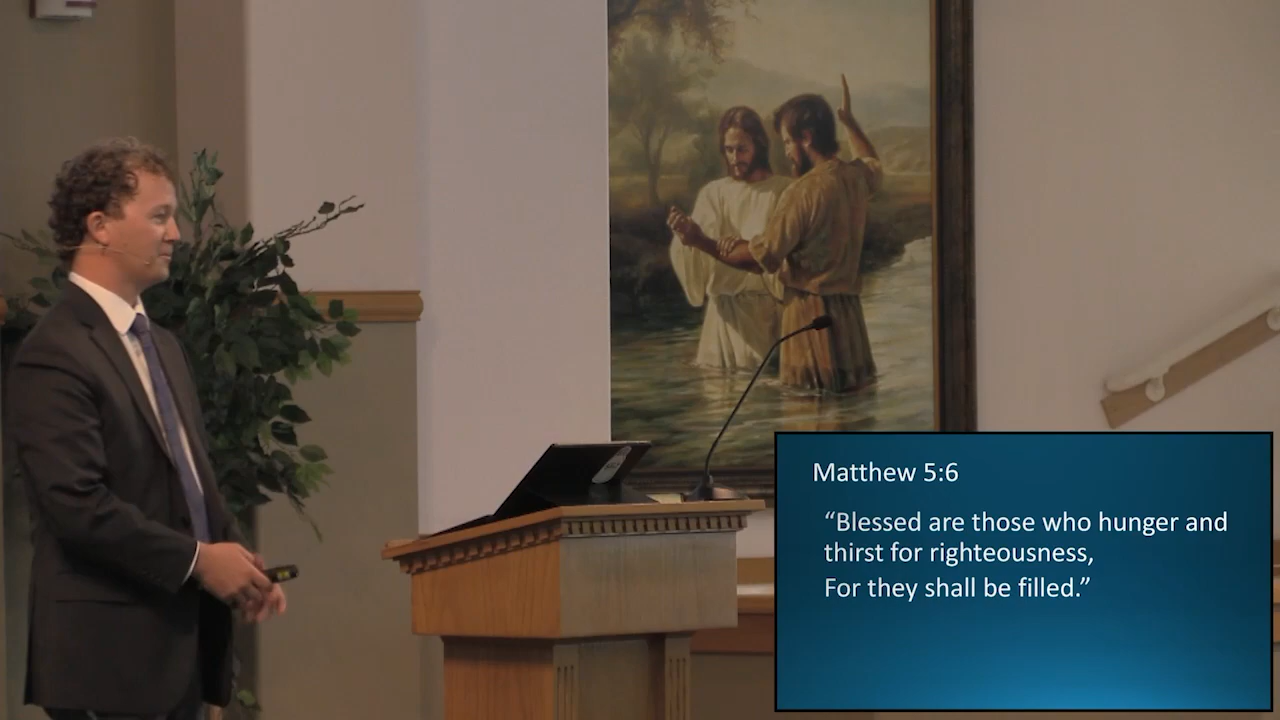 Matthew 5:6
“Blessed are those who hunger and
thirst for righteousness,
For they shall be filled.”